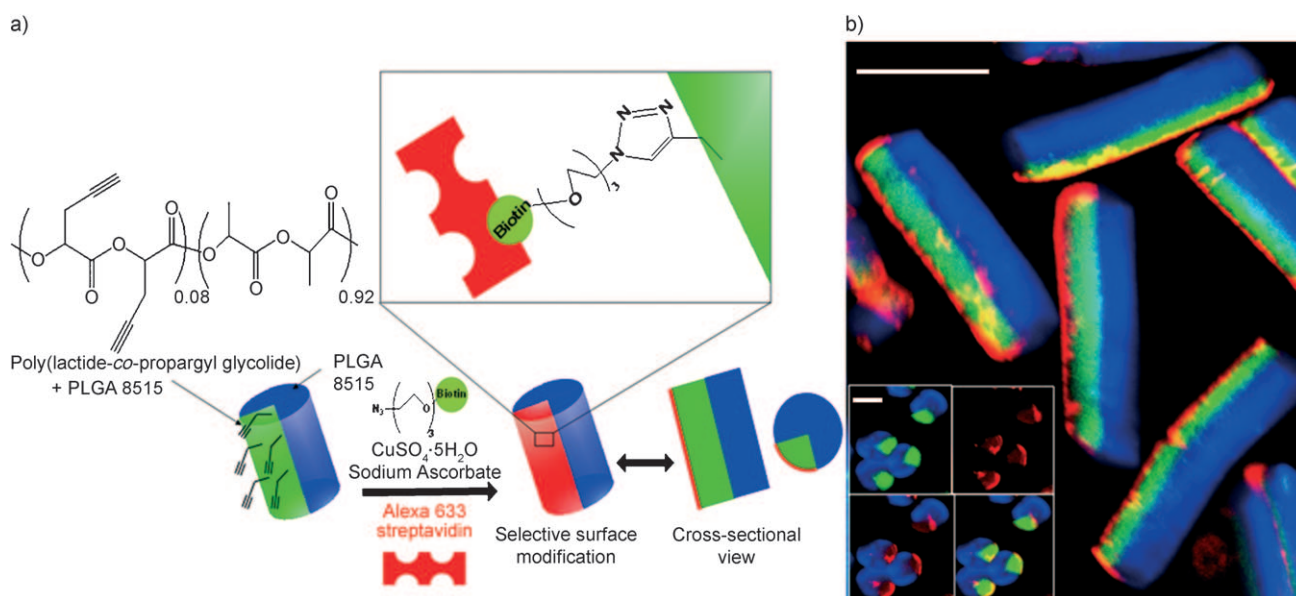 a)
b)
N
N
N
3
O
Biotin
O
O
O
O
O
O
O
O
0.08
0.92
Poly(lactide-co-propargyl glycolide)
+ PLGA 8515
PLGA
8515
N₃
O
3
Biotin
CuSO₄·5H₂O
Sodium Ascorbate
Alexa 633
streptavidin
Selective surface
modification
Cross-sectional
view